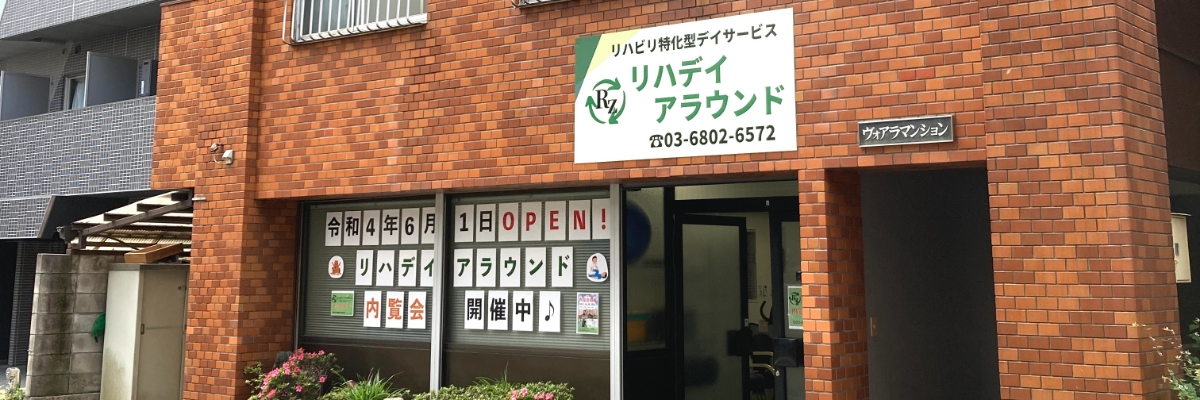 リハビリ特化型デイサービス
RZ
リハデイ
アラウンド
☎03-6802-6572
ヴォアラマンション
令和4年6月1日OPEN!
リハデイアラウンド
内覧会 開催中♪